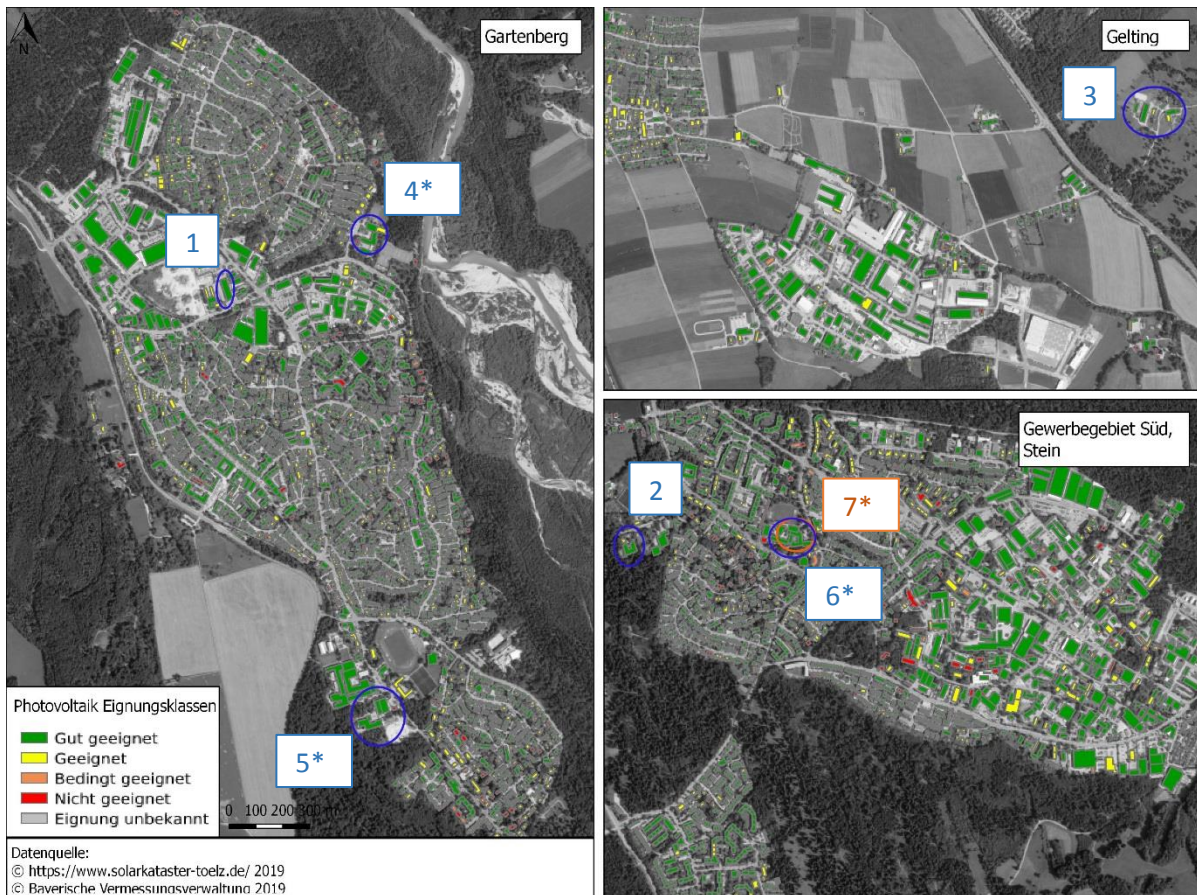 N
Gartenberg
4*
1
5*
Photovoltaik Eignungsklassen
Gut geeignet
Geeignet
Bedingt geeignet
Nicht geeignet
Eignung unbekannt
0 100 200 300 m
Datenquelle:
© https://www.solarkataster-toelz.de/ 2019
© Bayerische Vermessungsverwaltung 2019
Gelting
3
Gewerbegebiet Süd,
Stein
2
7*
6*